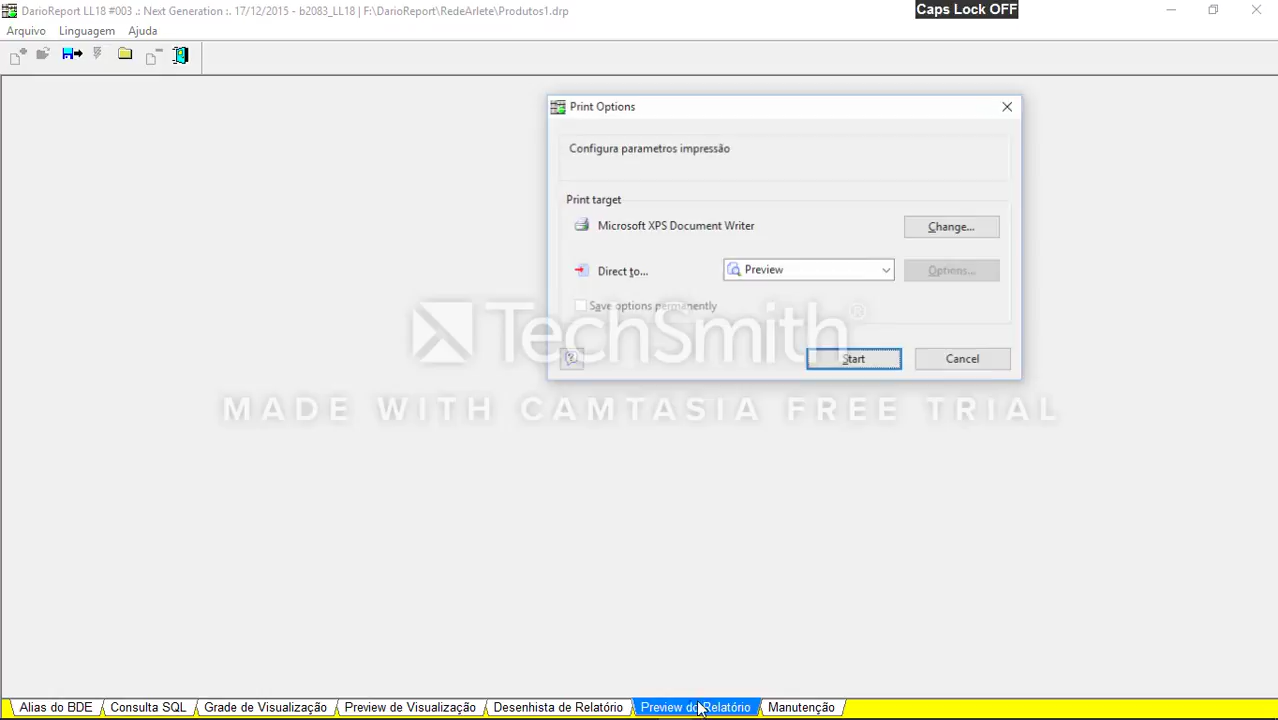 DarioReport LL18 #003 .: Next Generation :. 17/12/2015 - b2083_LL18 | F:\DarioReport\RedeArlete\Produtos1.drp
Caps Lock OFF
Arquivo Linguagem Ajuda
Print Options
Configura parametros impressão
Print target
Microsoft XPS Document Writer
Change...
Direct to...
Preview
Options...
Save options permanently
TechSmith®
Start
Cancel
MADE WITH CAMTASIA FREE TRIAL
Alias do BDE Consulta SQL Grade de Visualização Preview de Visualização Desenhista de Relatório Preview do Relatório Manutenção